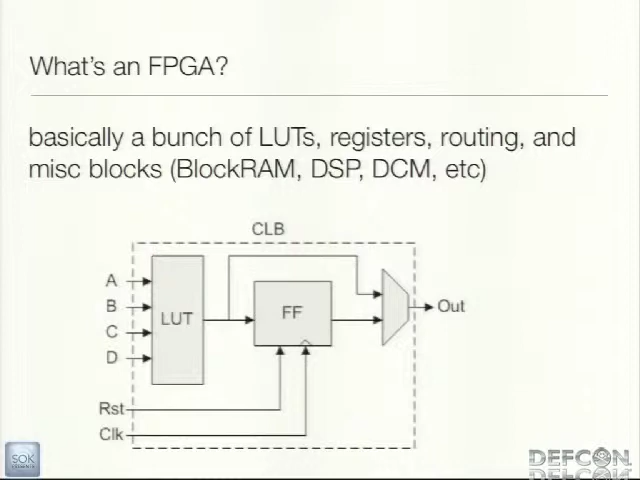 What's an FPGA?
basically a bunch of LUTs, registers, routing, and
misc blocks (BlockRAM, DSP, DCM, etc)
CLB
A
B
C
D
LUT
FF
Out
Rst
Clk
SOK
DEFCON